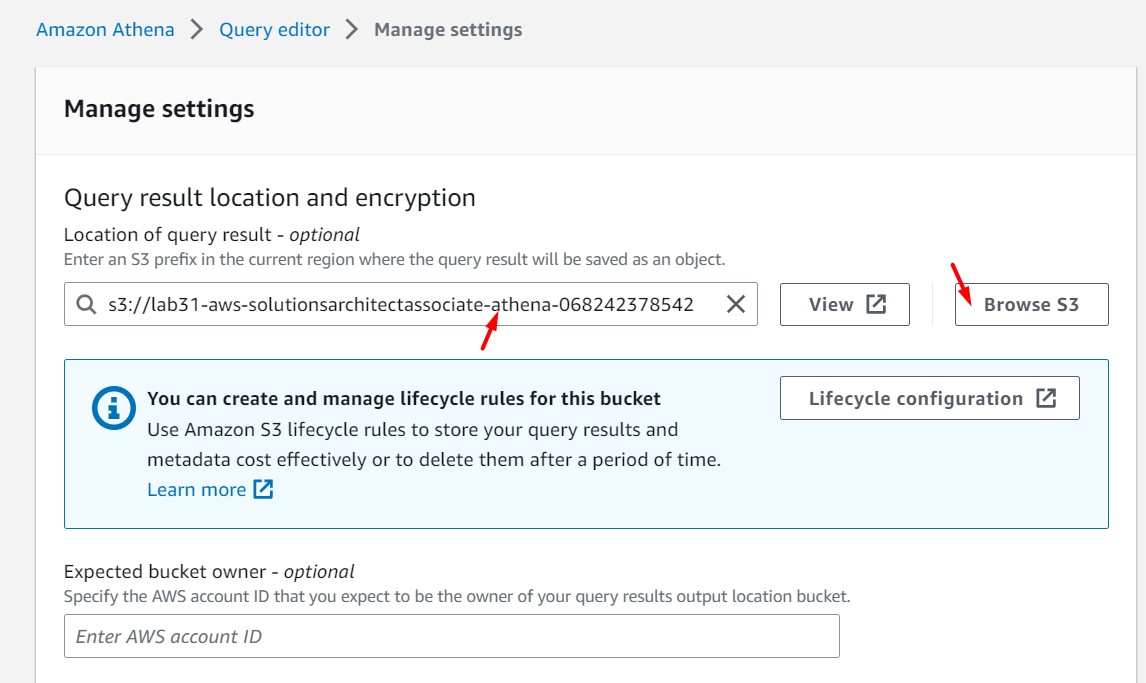 Amazon Athena > Query editor > Manage settings
Manage settings
Query result location and encryption
Location of query result - optional
Enter an S3 prefix in the current region where the query result will be saved as an object.
s3://lab31-aws-solutionsarchitectassociate-athena-068242378542
View
Browse S3
You can create and manage lifecycle rules for this bucket
Lifecycle configuration
Use Amazon S3 lifecycle rules to store your query results and
metadata cost effectively or to delete them after a period of time.
Learn more
Expected bucket owner - optional
Specify the AWS account ID that you expect to be the owner of your query results output location bucket.
Enter AWS account ID